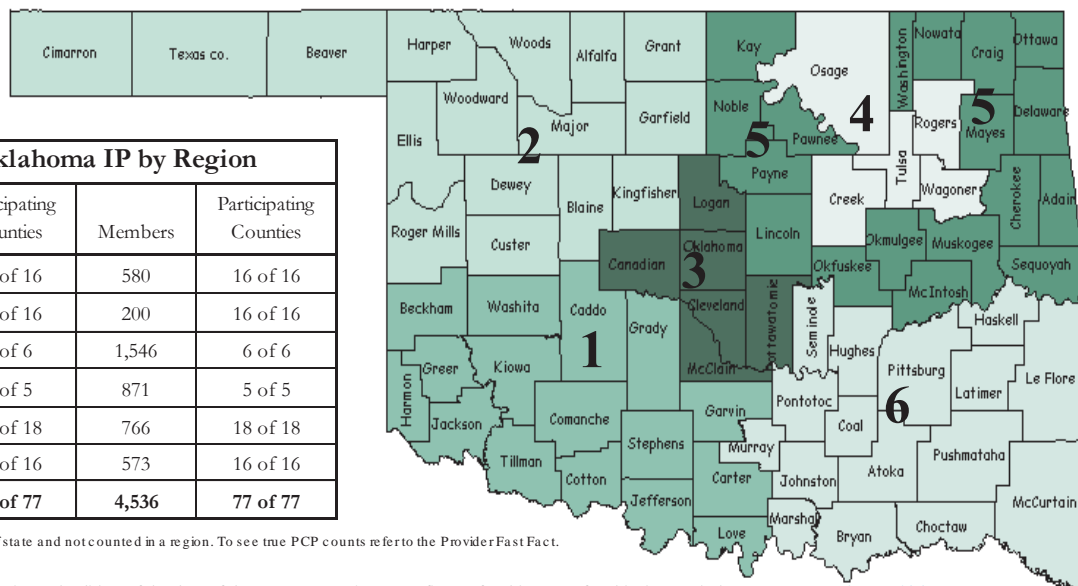 Cimarron
Texas co.
Beaver
Harper
Woods
Alfalfa
Grant
Kay
Osage
Washington
Nowata
Craig
Ottawa
Woodward
Ellis
Major
Garfield
Noble
Pawnee
4
Rogers
5
Mayes
Delaware
2
5
Payne
Creek
Tulsa
Wagoner
Cherokee
Adair
Dewey
Blaine
Kingfisher
Logan
Lincoln
Roger Mills
Custer
Canadian
Oklahoma
3
Okfuskee
Okmulgee
Muskogee
Sequoyah
McIntosh
Beckham
Washita
Caddo
Grady
Cleveland
McClain
ottawatomie
Seminole
Hughes
Haskell
Pittsburg
Latimer
Le Flore
1
Greer
Harmon
Kiowa
Jackson
Comanche
Garvin
Pontotoc
Coal
6
Tillman
Cotton
Stephens
Murray
Carter
Johnston
Atoka
Pushmataha
McCurtain
Jefferson
Love
Marshal
Bryan
Choctaw
klahoma IP by Region
cipating Members Participating
unties Counties
of 16 580 16 of 16
of 16 200 16 of 16
of 6 1,546 6 of 6
of 5 871 5 of 5
of 18 766 18 of 18
of 16 573 16 of 16
of 77 4,536 77 of 77
state and not counted in a region. To see true PCP counts refer to the Provider Fast Fact.